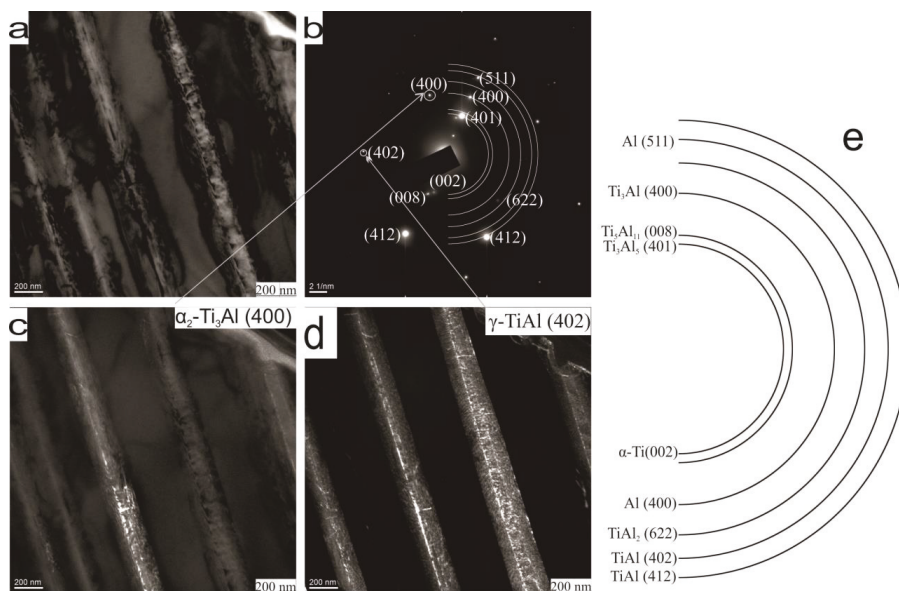 a
200 nm
200 nm
b
(511)
(400)
(400)
(401)
(402)
(002)
(008)
(622)
(412)
(412)
2 1/nm
c
α₂-Ti₃Al (400)
200 nm
200 nm
d
γ-TiAl (402)
200 nm
200 nm
e
Al (511)
Ti₃Al (400)
Ti₅Al₁₁ (008)
Ti₃Al₅ (401)
α-Ti(002)
Al (400)
TiAl₂ (622)
TiAl (402)
TiAl (412)